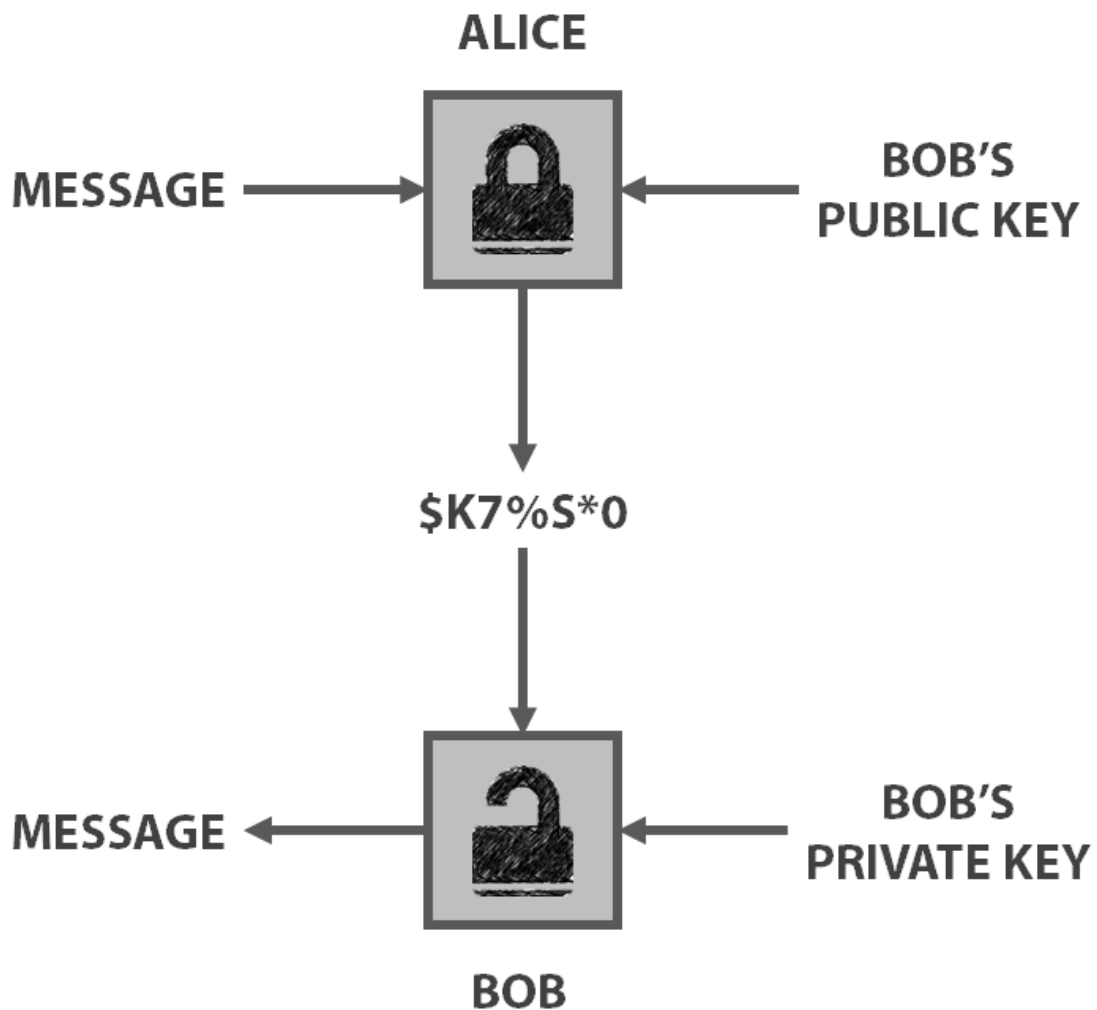 ALICE
MESSAGE
BOB’S
PUBLIC KEY
$K7%S*0
MESSAGE
BOB’S
PRIVATE KEY
BOB